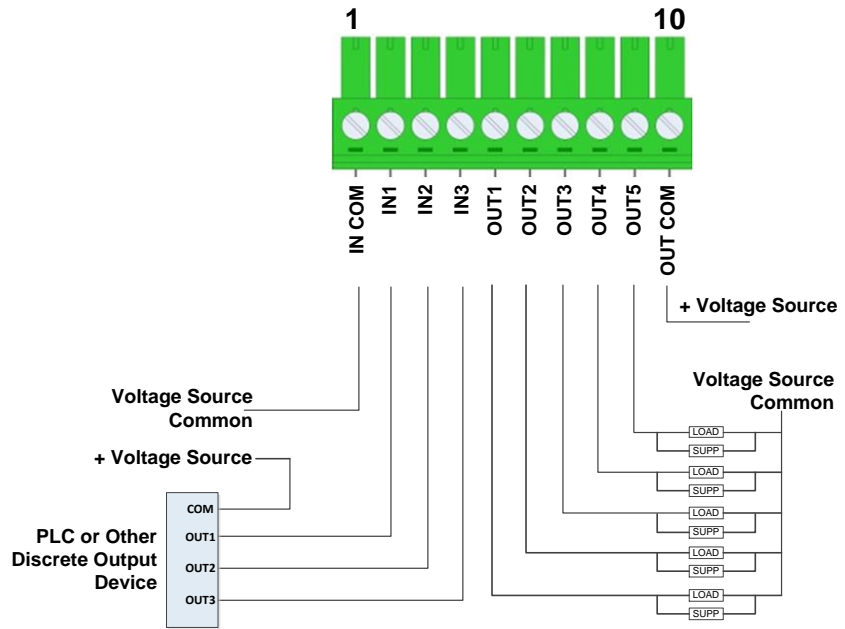 1
10
IN COM
IN1
IN2
IN3
OUT1
OUT2
OUT3
OUT4
OUT5
OUT COM
+ Voltage Source
Voltage Source
Common
Voltage Source
Common
+ Voltage Source
PLC or Other
Discrete Output
Device
COM
OUT1
OUT2
OUT3
LOAD
SUPP
LOAD
SUPP
LOAD
SUPP
LOAD
SUPP
LOAD
SUPP